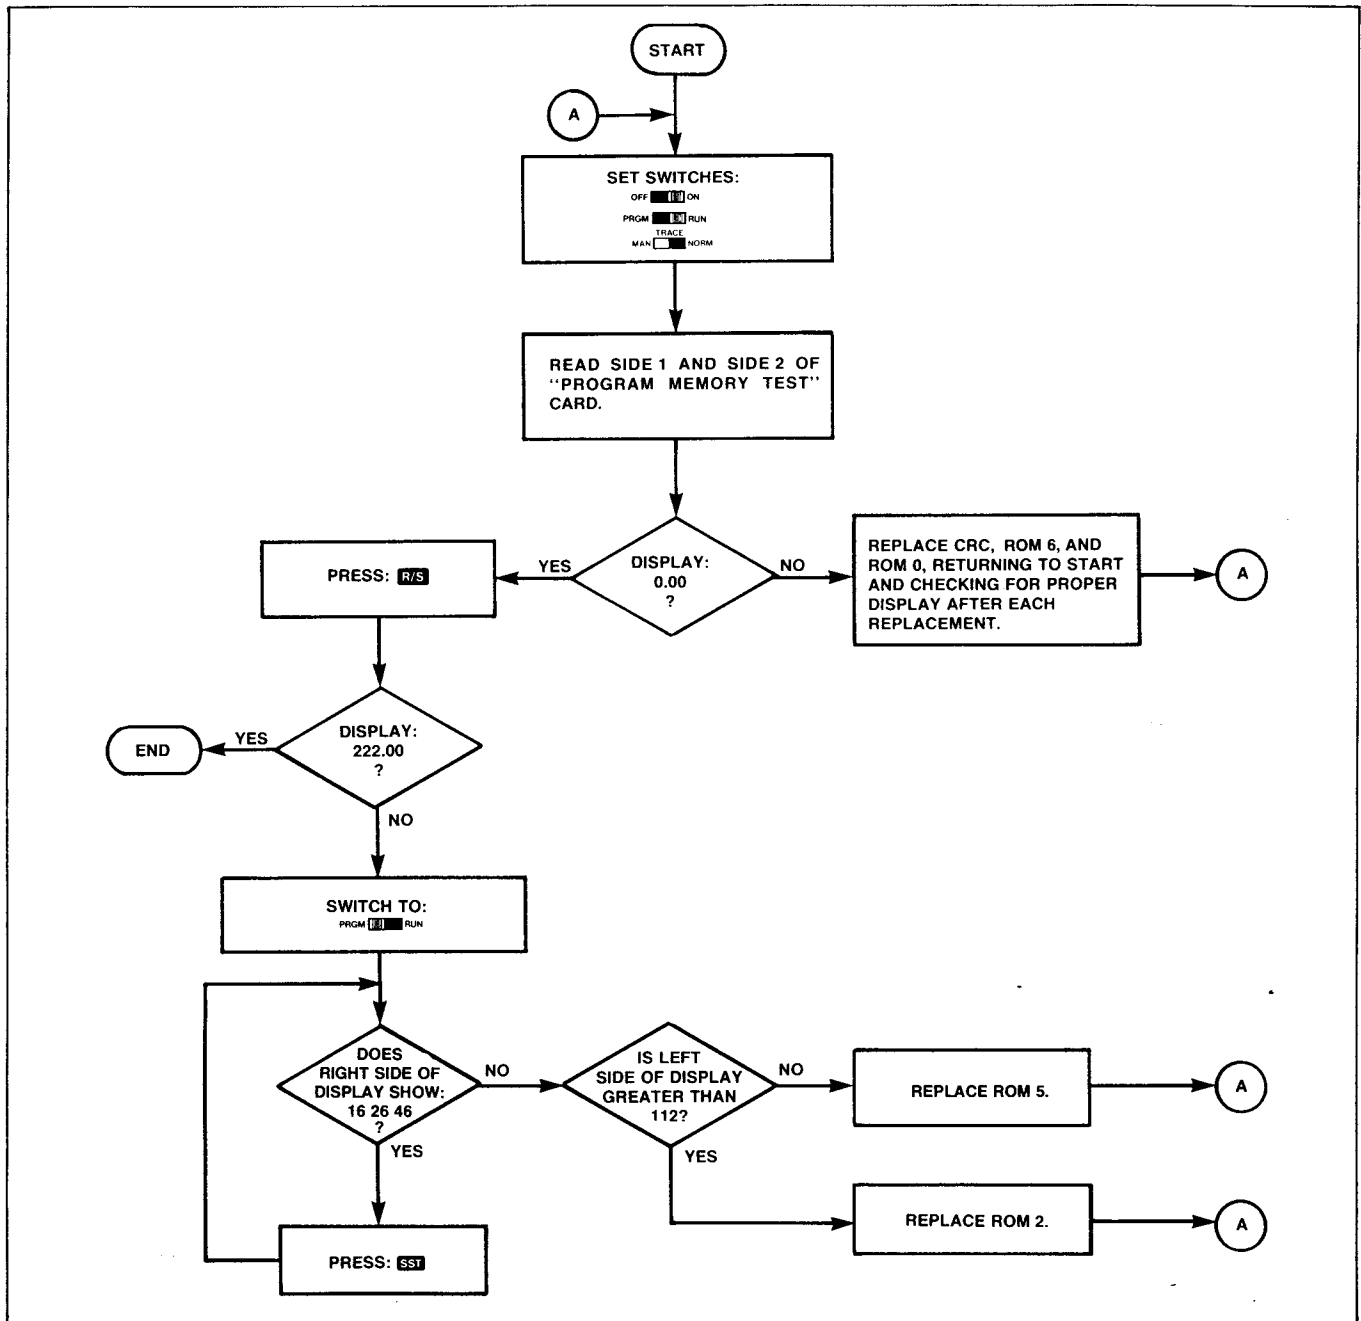 START
A
SET SWITCHES:
OFF ON
PRGM RUN
TRACE
MAN NORM
READ SIDE 1 AND SIDE 2 OF
“PROGRAM MEMORY TEST”
CARD.
PRESS: R/S
YES
DISPLAY:
0.00
?
NO
REPLACE CRC, ROM 6, AND
ROM 0, RETURNING TO START
AND CHECKING FOR PROPER
DISPLAY AFTER EACH
REPLACEMENT.
A
END
YES
DISPLAY:
222.00
?
NO
SWITCH TO:
PRGM RUN
DOES
RIGHT SIDE OF
DISPLAY SHOW:
16 26 46
?
NO
IS LEFT
SIDE OF DISPLAY
GREATER THAN
112?
NO
REPLACE ROM 5.
A
YES
YES
REPLACE ROM 2.
A
PRESS: SST